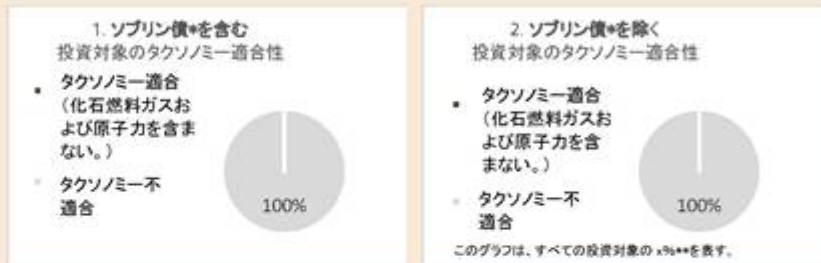 1. ソブリン債*を含む
投資対象のタクソノミー適合性
タクソノミー適合
（化石燃料ガスお
よび原子力を含ま
ない。）
タクソノミー不
適合
100%
2. ソブリン債*を除く
投資対象のタクソノミー適合性
タクソノミー適合
（化石燃料ガスお
よび原子力を含
まない。）
タクソノミー不
適合
100%
このグラフは、すべての投資対象の x%**を表す。